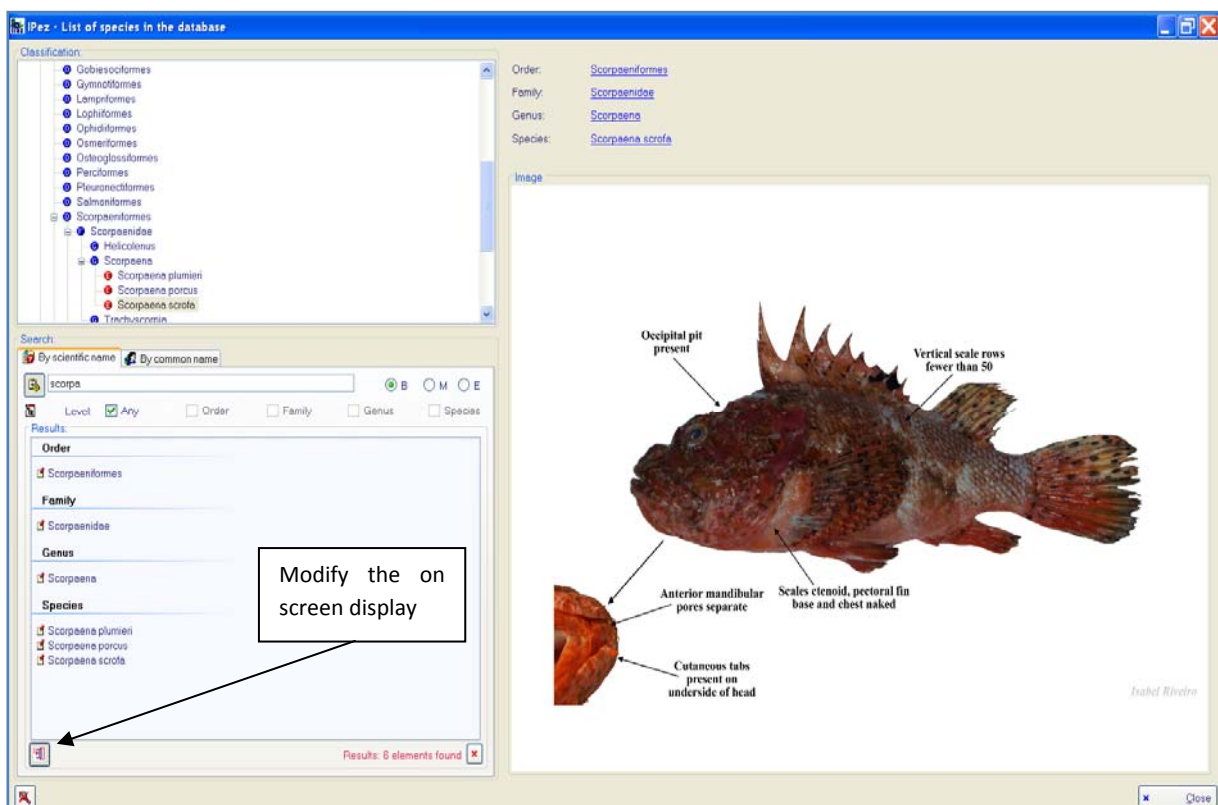 IPez - List of species in the database
Classification:
Gobiesociformes
Gymnotiformes
Lampriformes
Lophiiformes
Ophidiiformes
Osmeriformes
Osteoglossiformes
Perciformes
Pleuronectiformes
Salmoniformes
Scorpaeniformes
Scorpaenidae
Helicolenus
Scorpaena
Scorpaena plumieri
Scorpaena porcus
Scorpaena scrofa
Search:
By scientific name
By common name
scorpa
B
M
E
Level
Any
Order
Family
Genus
Species
Results:
Order
Scorpaeniformes
Family
Scorpaenidae
Genus
Scorpaena
Species
Scorpaena plumieri
Scorpaena porcus
Scorpaena scrofa
Modify the on
screen display
Results: 6 elements found
Order: Scorpaeniformes
Family: Scorpaenidae
Genus: Scorpaena
Species: Scorpaena scrofa
Image
Occipital pit
present
Vertical scale rows
fewer than 50
Anterior mandibular
pores separate
Scales ctenoid, pectoral fin
base and chest naked
Cutaneous tabs
present on
underside of head
Isabel Riveiro
Close